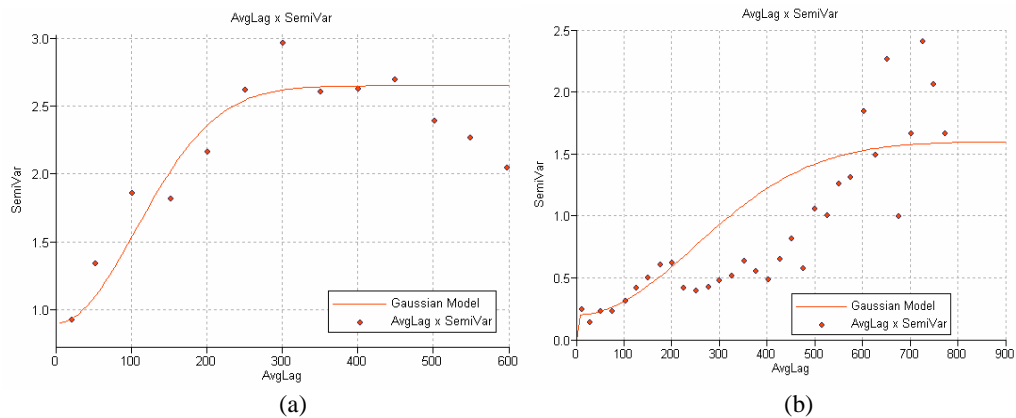 AvgLag x SemiVar
3.0
2.5
2.0
1.5
1.0
SemiVar
0 100 200 300 400 500 600
AvgLag
Gaussian Model
AvgLag x SemiVar
(a)
AvgLag x SemiVar
2.5
2.0
1.5
1.0
0.5
0.0
SemiVar
0 100 200 300 400 500 600 700 800 900
AvgLag
Gaussian Model
AvgLag x SemiVar
(b)